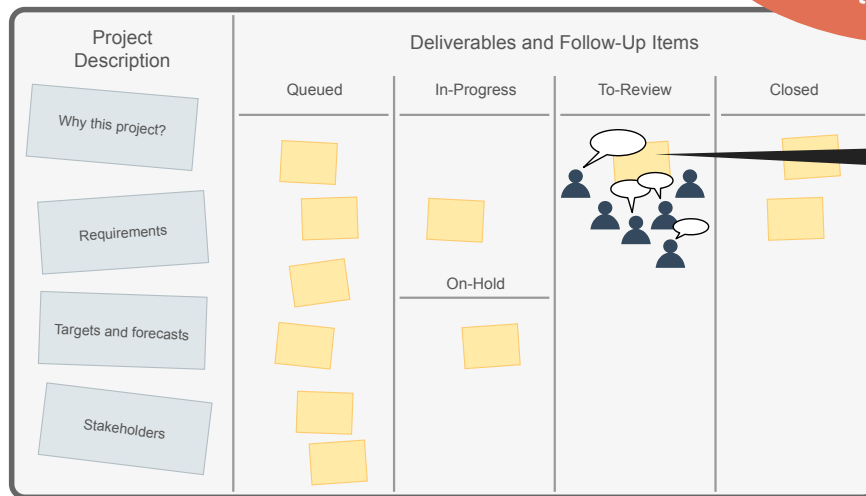 Project
Description
Deliverables and Follow-Up Items
Queued
In-Progress
To-Review
Closed
Why this project?
Requirements
On-Hold
Targets and forecasts
Stakeholders